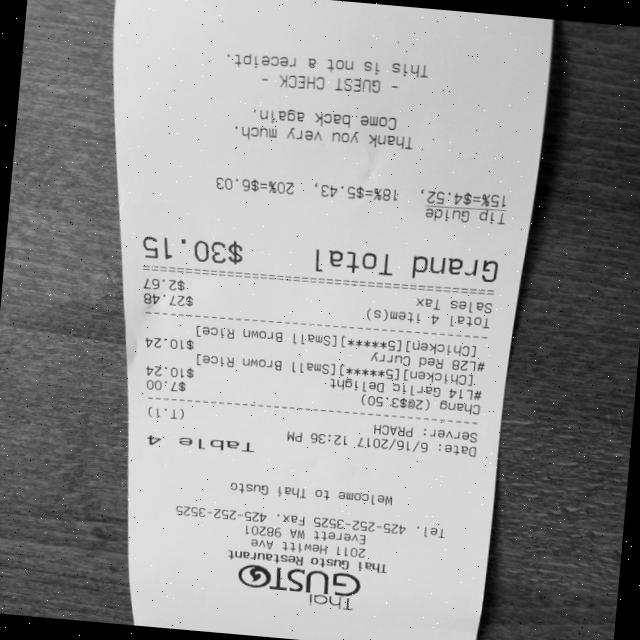 Thai
GUSTO
Thai Gusto Restaurant
2011 Hewitt Ave
Everett WA 98201
Tel. 425-252-3525 Fax. 425-252-3525
Welcome to Thai Gusto
Table 4
Date: 6/16/2017 12:36 PM
Server: PRACH (T.1)
Chang (2@$3.50) $7.00
#L14 Garlic Delight $10.24
[Chicken][5******][Small Brown Rice]
#L28 Red Curry $10.24
[Chicken][5******][Small Brown Rice]
Total 4 item(s) $27.48
Sales Tax $2.67
Grand Total $30.15
Tip Guide
15%=$4.52, 18%=$5.43, 20%=$6.03
Thank you very much.
Come back again.
- GUEST CHECK -
This is not a receipt.